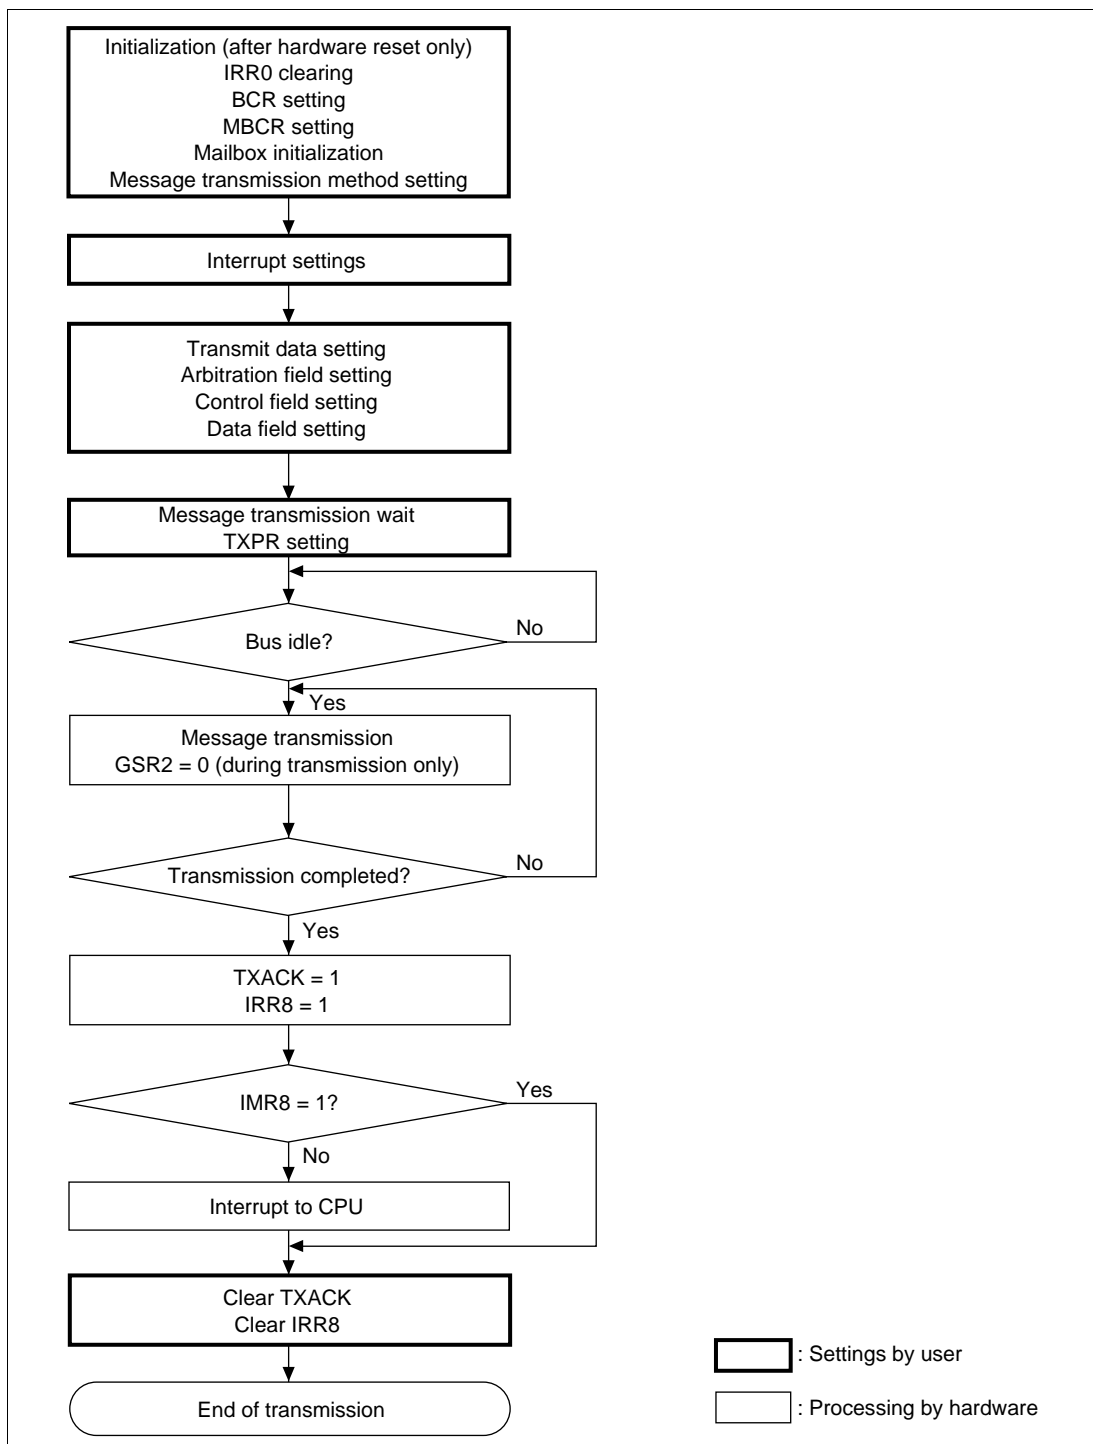 Initialization (after hardware reset only)
IRR0 clearing
BCR setting
MBCR setting
Mailbox initialization
Message transmission method setting
Interrupt settings
Transmit data setting
Arbitration field setting
Control field setting
Data field setting
Message transmission wait
TXPR setting
Bus idle?
No
Yes
Message transmission
GSR2 = 0 (during transmission only)
Transmission completed?
No
Yes
TXACK = 1
IRR8 = 1
IMR8 = 1?
Yes
No
Interrupt to CPU
Clear TXACK
Clear IRR8
End of transmission
: Settings by user
: Processing by hardware